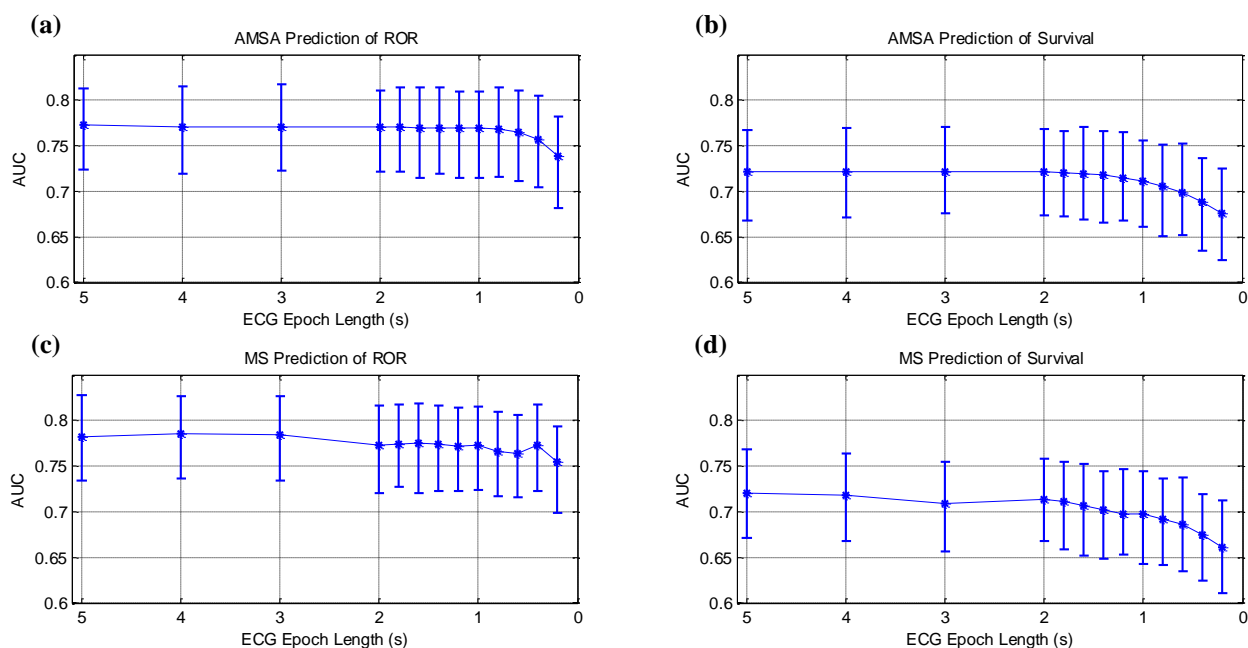 (a)
AMSA Prediction of ROR
0.8
0.75
0.7
0.65
0.6
AUC
5 4 3 2 1 0
ECG Epoch Length (s)
(b)
AMSA Prediction of Survival
0.8
0.75
0.7
0.65
0.6
AUC
5 4 3 2 1 0
ECG Epoch Length (s)
(c)
MS Prediction of ROR
0.8
0.75
0.7
0.65
0.6
AUC
5 4 3 2 1 0
ECG Epoch Length (s)
(d)
MS Prediction of Survival
0.8
0.75
0.7
0.65
0.6
AUC
5 4 3 2 1 0
ECG Epoch Length (s)